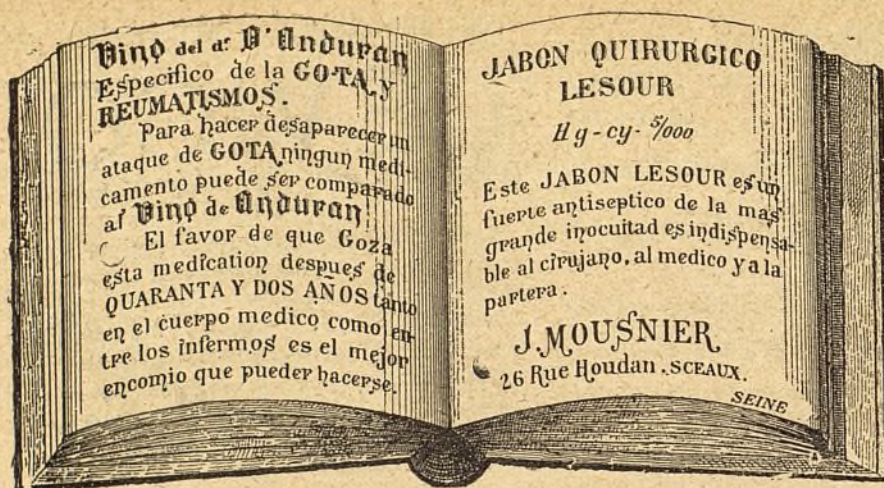 Vino del dr D'Anduran
Especifico de la GOTA y
REUMATISMOS.
Para hacer desaparecer un
ataque de GOTA ningun medi-
camento puede ser comparado
al Vino de Anduran
El favor de que Goza
esta medication despues de
QUARANTA Y DOS AÑOS tanto
en el cuerpo medico como en-
tre los infermos es el mejor
encomio que pueder hacerse.
JABON QUIRURGICO
LESOUR
Hg-cy- 5/000
Este JABON LESOUR es un
fuerte antiseptico de la mas
grande inocuitad es indispensa-
ble al cirujano, al medico y a la
partera.
J. MOUSNIER
26 Rue Houdan. SCEAUX.
SEINE